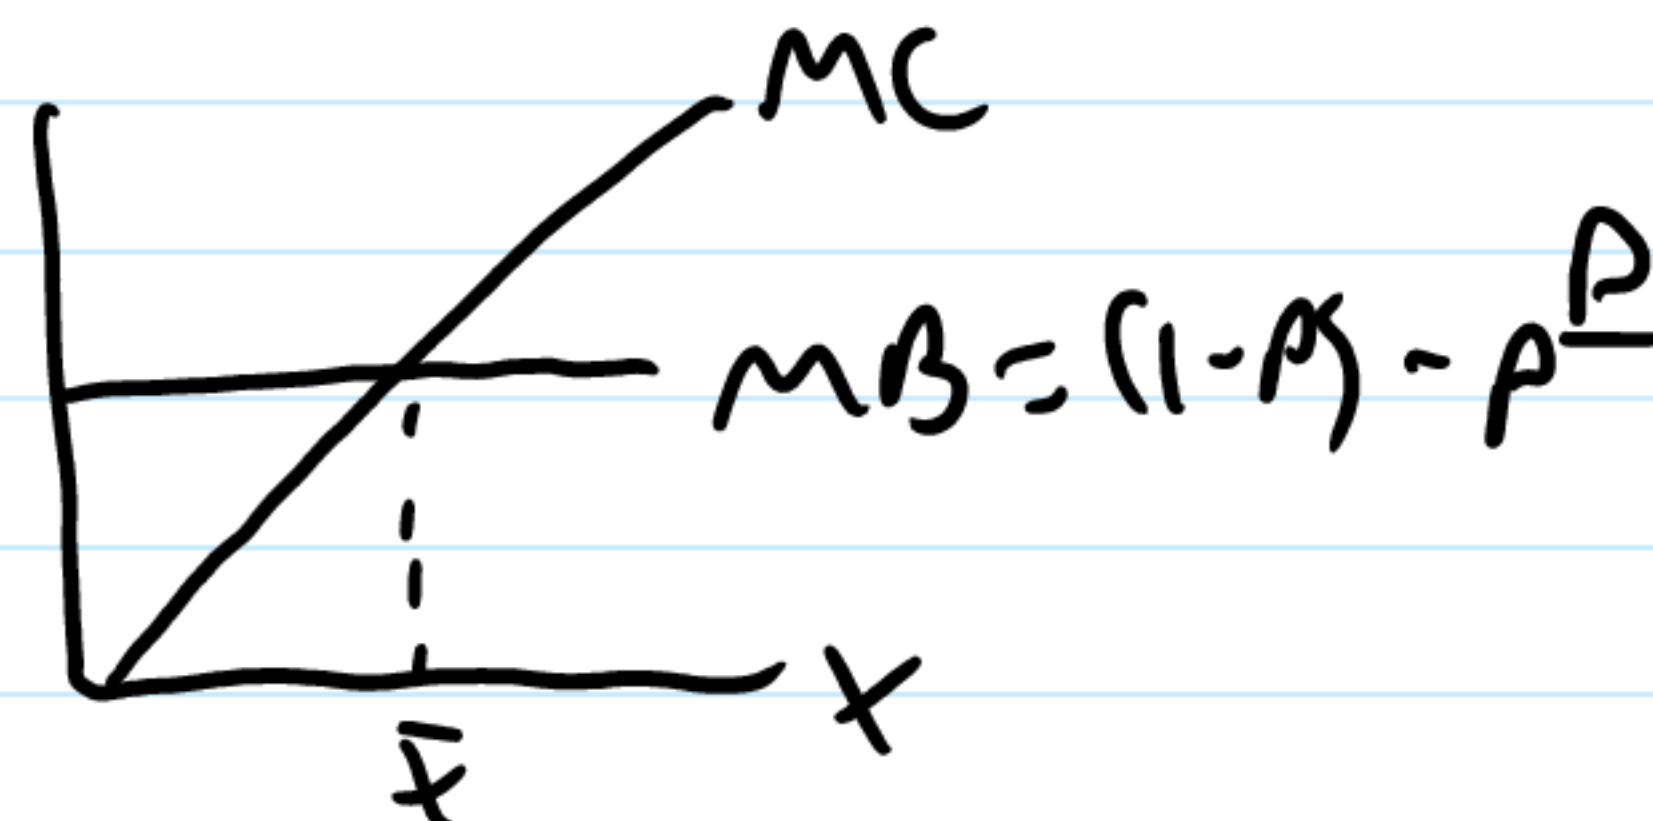 MC
MB = (1-p) - p P
X
x̄